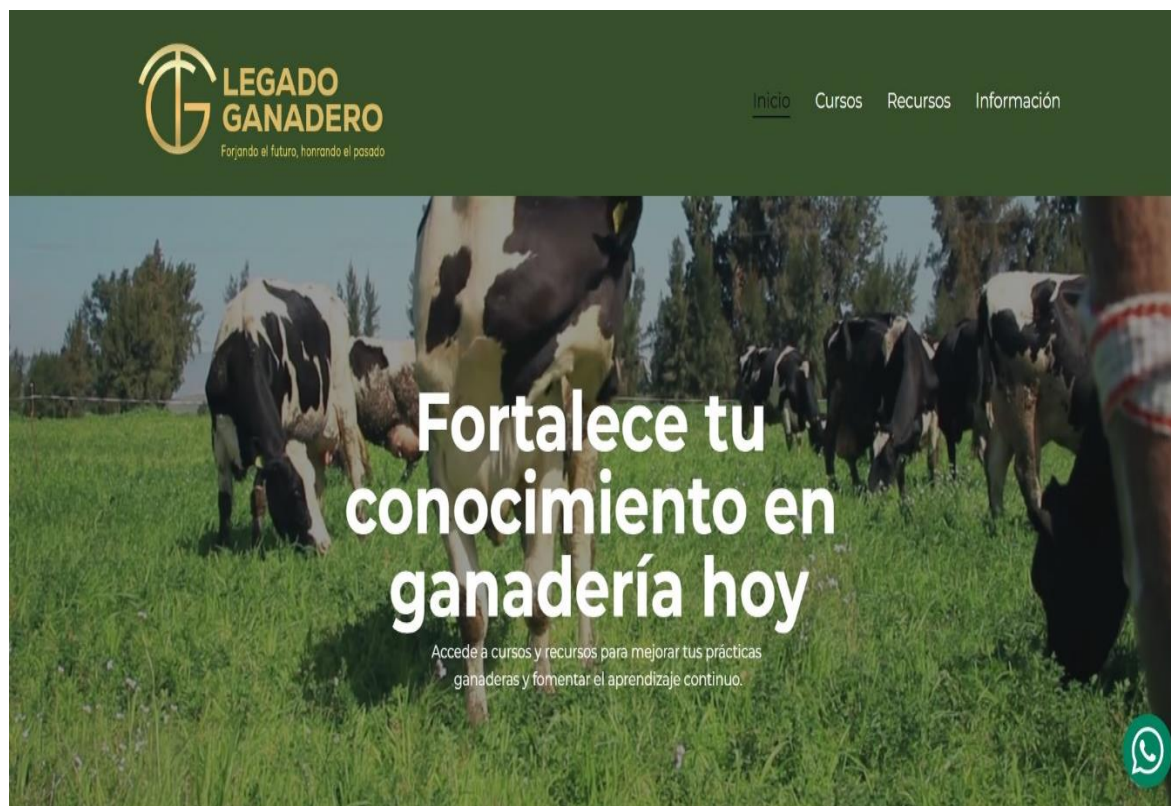 LEGADO
GANADERO
Forjando el futuro, honrando el pasado
Inicio Cursos Recursos Información
Fortalece tu
conocimiento en
ganadería hoy
Accede a cursos y recursos para mejorar tus prácticas
ganaderas y fomentar el aprendizaje continuo.